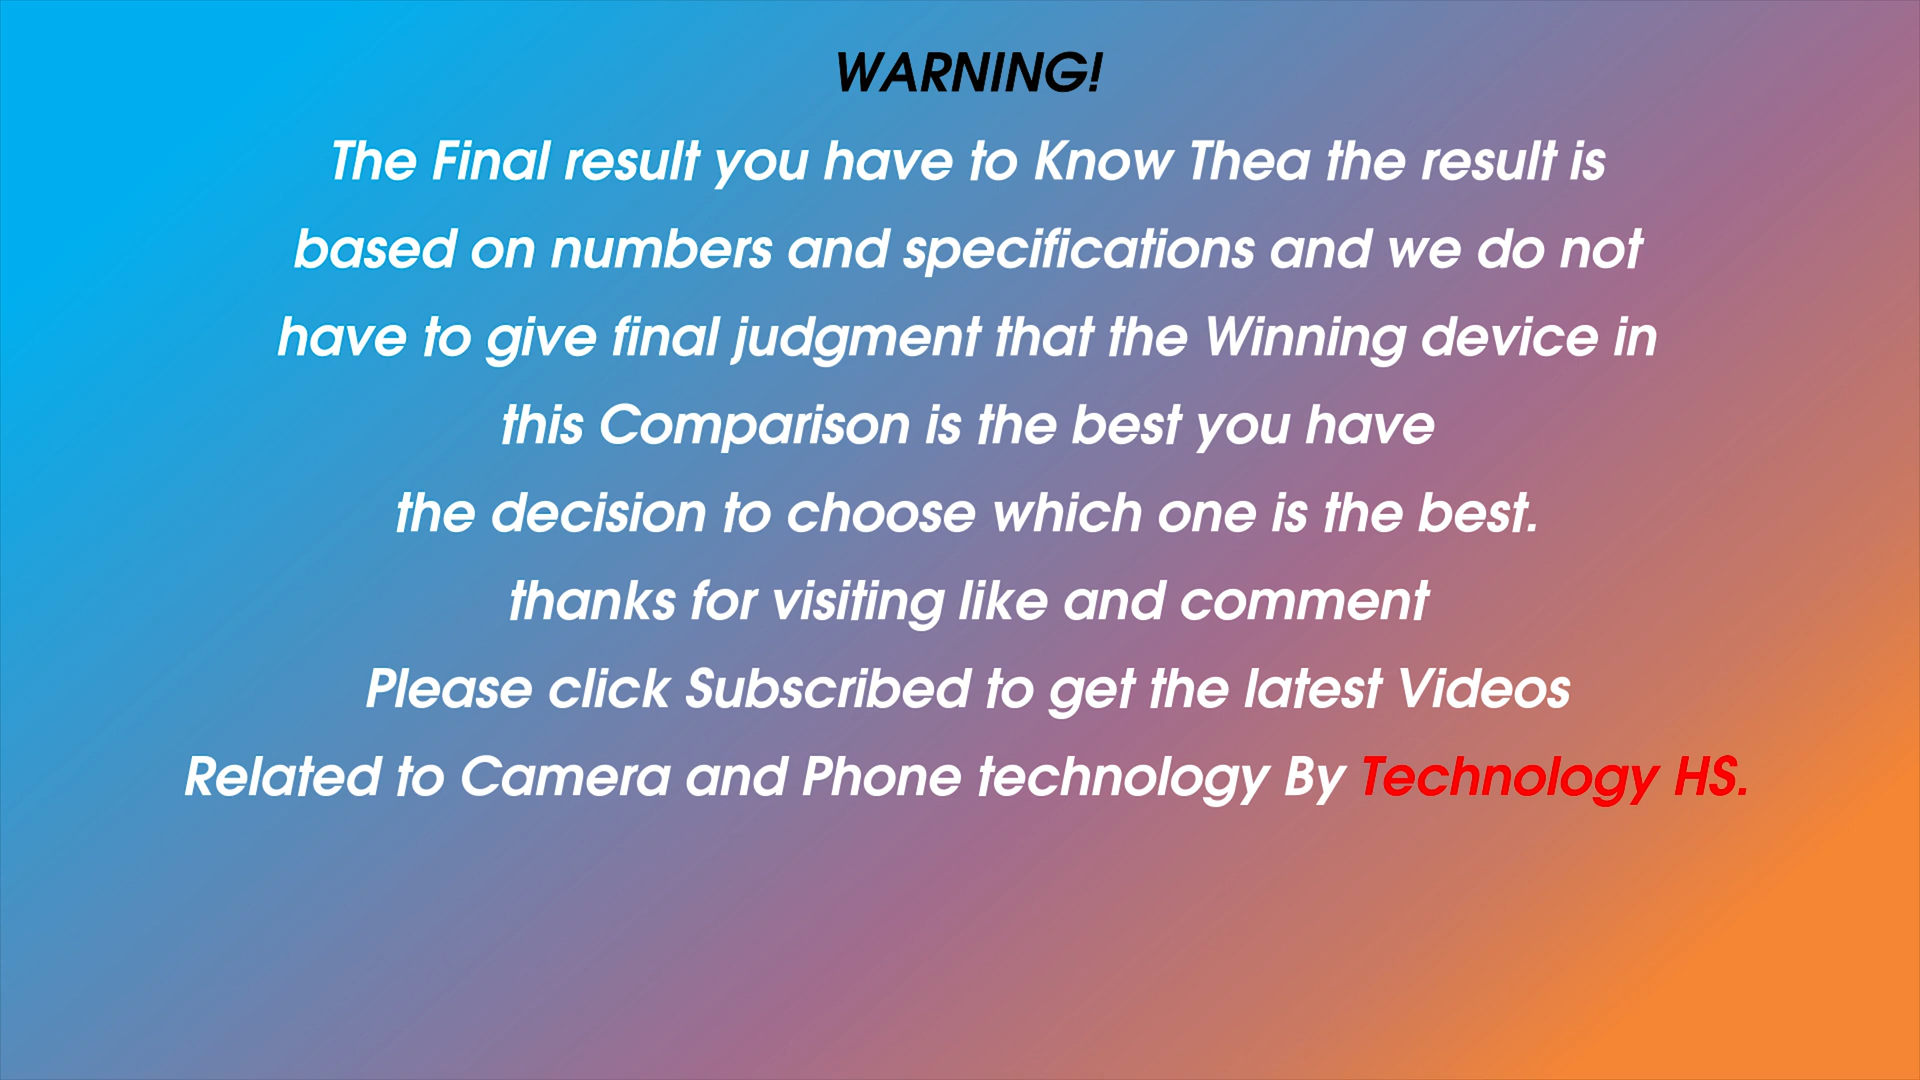 WARNING!
The Final result you have to Know Thea the result is
based on numbers and specifications and we do not
have to give final judgment that the Winning device in
this Comparison is the best you have
the decision to choose which one is the best.
thanks for visiting like and comment
Please click Subscribed to get the latest Videos
Related to Camera and Phone technology By Technology HS.